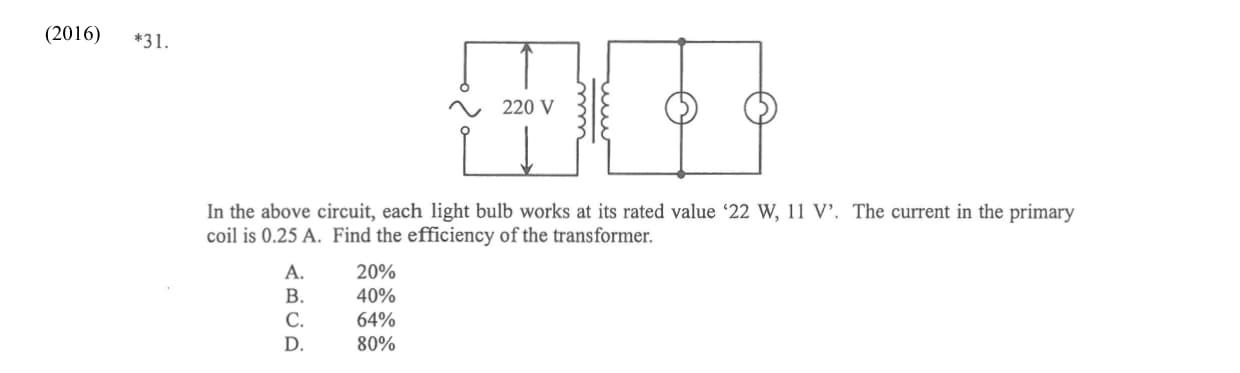 (2016) *31.
220 V
In the above circuit, each light bulb works at its rated value ‘22 W, 11 V’. The current in the primary
coil is 0.25 A. Find the efficiency of the transformer.
A. 20%
B. 40%
C. 64%
D. 80%